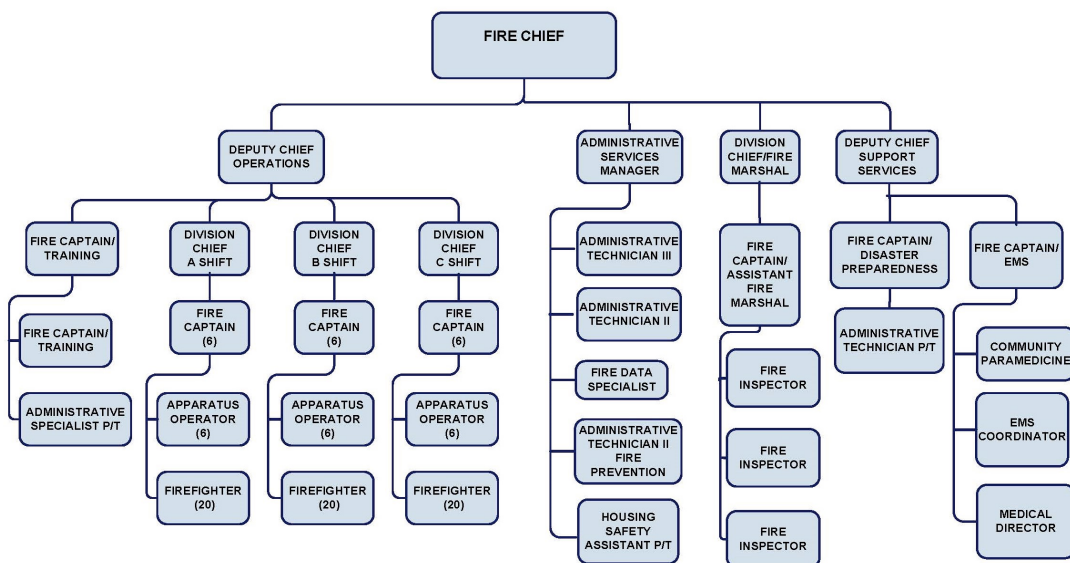 FIRE CHIEF
DEPUTY CHIEF
OPERATIONS
ADMINISTRATIVE
SERVICES
MANAGER
DIVISION
CHIEF/FIRE
MARSHAL
DEPUTY CHIEF
SUPPORT
SERVICES
FIRE CAPTAIN/
TRAINING
DIVISION
CHIEF
A SHIFT
DIVISION
CHIEF
B SHIFT
DIVISION
CHIEF
C SHIFT
ADMINISTRATIVE
TECHNICIAN III
FIRE
CAPTAIN/
ASSISTANT
FIRE
MARSHAL
FIRE CAPTAIN/
DISASTER
PREPAREDNESS
FIRE CAPTAIN/
EMS
FIRE CAPTAIN/
TRAINING
FIRE
CAPTAIN
(6)
FIRE
CAPTAIN
(6)
FIRE
CAPTAIN
(6)
ADMINISTRATIVE
TECHNICIAN II
ADMINISTRATIVE
TECHNICIAN P/T
COMMUNITY
PARAMEDICINE
FIRE DATA
SPECIALIST
FIRE
INSPECTOR
ADMINISTRATIVE
SPECIALIST P/T
APPARATUS
OPERATOR
(6)
APPARATUS
OPERATOR
(6)
APPARATUS
OPERATOR
(6)
ADMINISTRATIVE
TECHNICIAN II
FIRE
PREVENTION
FIRE
INSPECTOR
EMS
COORDINATOR
FIREFIGHTER
(20)
FIREFIGHTER
(20)
FIREFIGHTER
(20)
HOUSING
SAFETY
ASSISTANT P/T
FIRE
INSPECTOR
MEDICAL
DIRECTOR